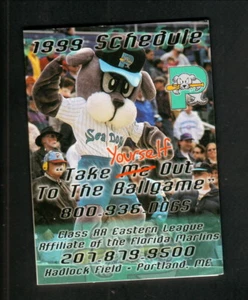 1999 Schedule
P
Sea Dogs
Yourself
"Take Me Out
To The Ballgame"
800.936.DOGS
Class AA Eastern League
Affiliate of the Florida Marlins
207.879.9500
Hadlock Field - Portland, ME